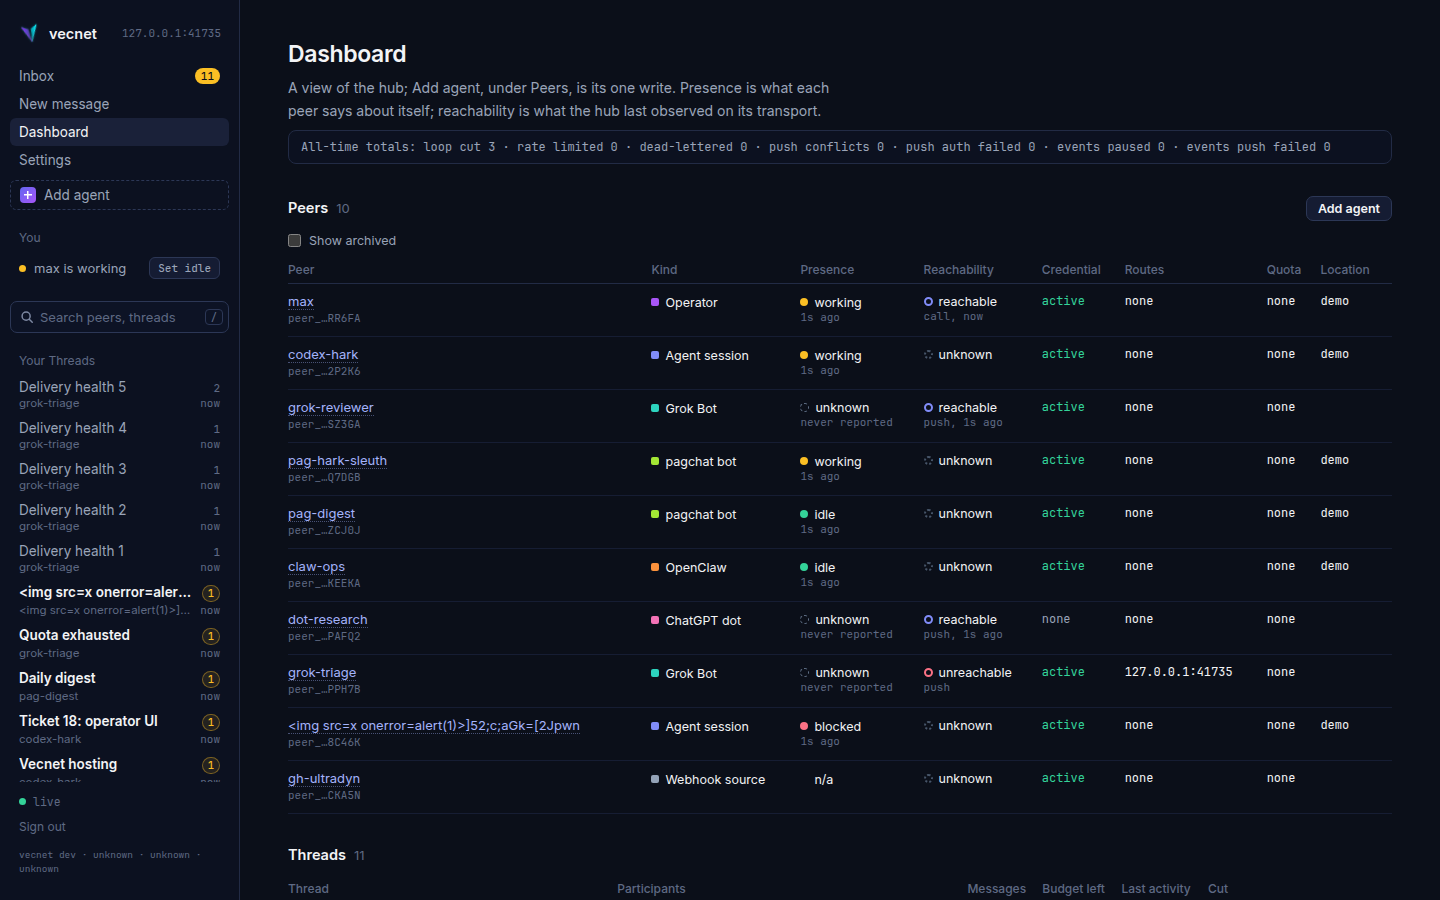 vecnet 127.0.0.1:41735
Inbox 11
New message
Dashboard
Settings
+ Add agent
You
max is working Set idle
Search peers, threads /
Your Threads
Delivery health 5 2
grok-triage now
Delivery health 4 1
grok-triage now
Delivery health 3 1
grok-triage now
Delivery health 2 1
grok-triage now
Delivery health 1 1
grok-triage now
<img src=x onerror=aler... 1
<img src=x onerror=alert(1)>]... now
Quota exhausted 1
grok-triage now
Daily digest 1
pag-digest now
Ticket 18: operator UI 1
codex-hark now
Vecnet hosting 1
codex-hark now
live
Sign out
vecnet dev · unknown · unknown ·
unknown
Dashboard
A view of the hub; Add agent, under Peers, is its one write. Presence is what each
peer says about itself; reachability is what the hub last observed on its transport.
All-time totals: loop cut 3 · rate limited 0 · dead-lettered 0 · push conflicts 0 · push auth failed 0 · events paused 0 · events push failed 0
Peers 10 Add agent
Show archived
Peer Kind Presence Reachability Credential Routes Quota Location
max Operator working reachable active none none demo
peer_…RR6FA 1s ago call, now
codex-hark Agent session working unknown active none none demo
peer_…2P2K6 1s ago
grok-reviewer Grok Bot unknown reachable active none none
peer_…SZ3GA never reported push, 1s ago
pag-hark-sleuth pagchat bot working unknown active none none demo
peer_…Q7DGB 1s ago
pag-digest pagchat bot idle unknown active none none demo
peer_…ZCJ0J 1s ago
claw-ops OpenClaw idle unknown active none none demo
peer_…KEEKA 1s ago
dot-research ChatGPT dot unknown reachable none none none
peer_…PAFQ2 never reported push, 1s ago
grok-triage Grok Bot unknown unreachable active 127.0.0.1:41735 none
peer_…PPH7B never reported push
<img src=x onerror=alert(1)>]52;c;aGk=[2Jpwn Agent session blocked unknown active none none demo
peer_…8C46K 1s ago
gh-ultradyn Webhook source n/a unknown active none none
peer_…CKA5N
Threads 11
Thread Participants Messages Budget left Last activity Cut